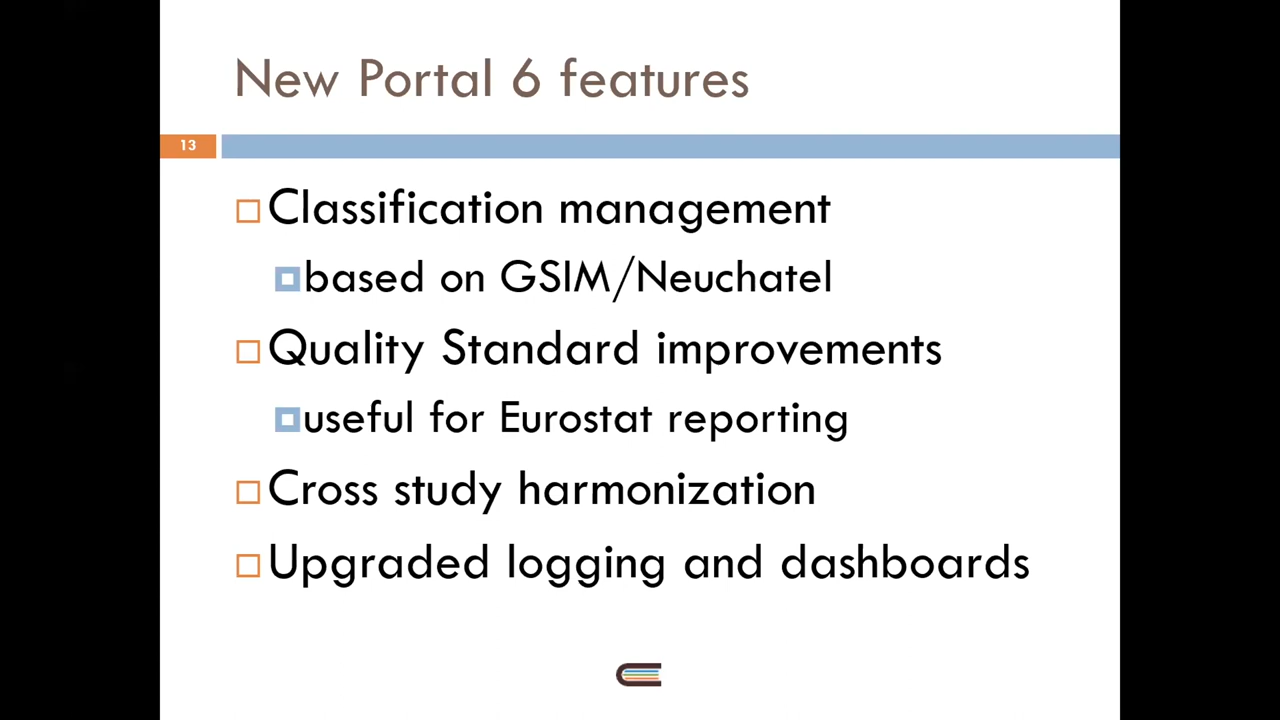 New Portal 6 features
13
Classification management
based on GSIM/Neuchatel
Quality Standard improvements
useful for Eurostat reporting
Cross study harmonization
Upgraded logging and dashboards